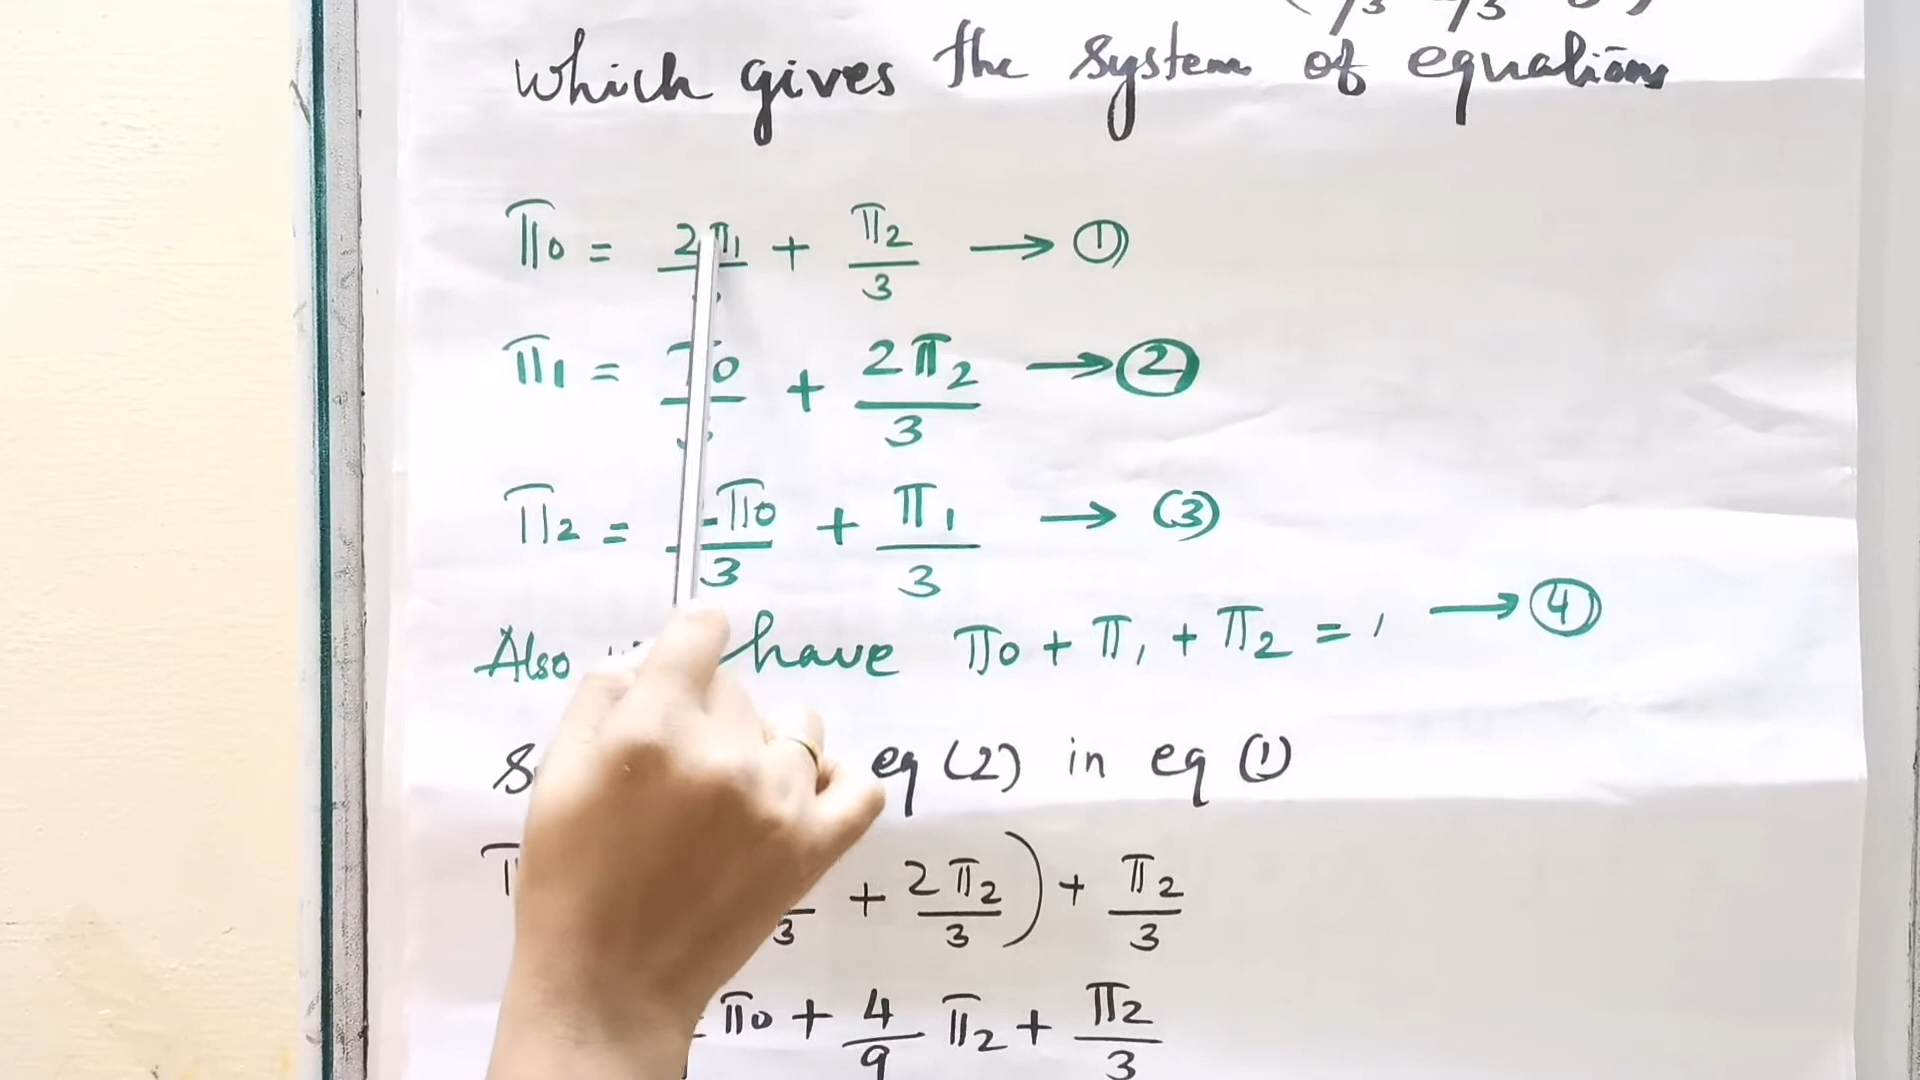 which gives the system of equations
π0 = 2π1 + π2/3 → ①
π1 = π0 + 2π2/3 → ②
π2 = π0/3 + π1/3 → (3)
Also have π0 + π1 + π2 = 1 → ④
eq (2) in eq (1)
3 + 2π2/3) + π2/3
π0 + 4/9 π2 + π2/3